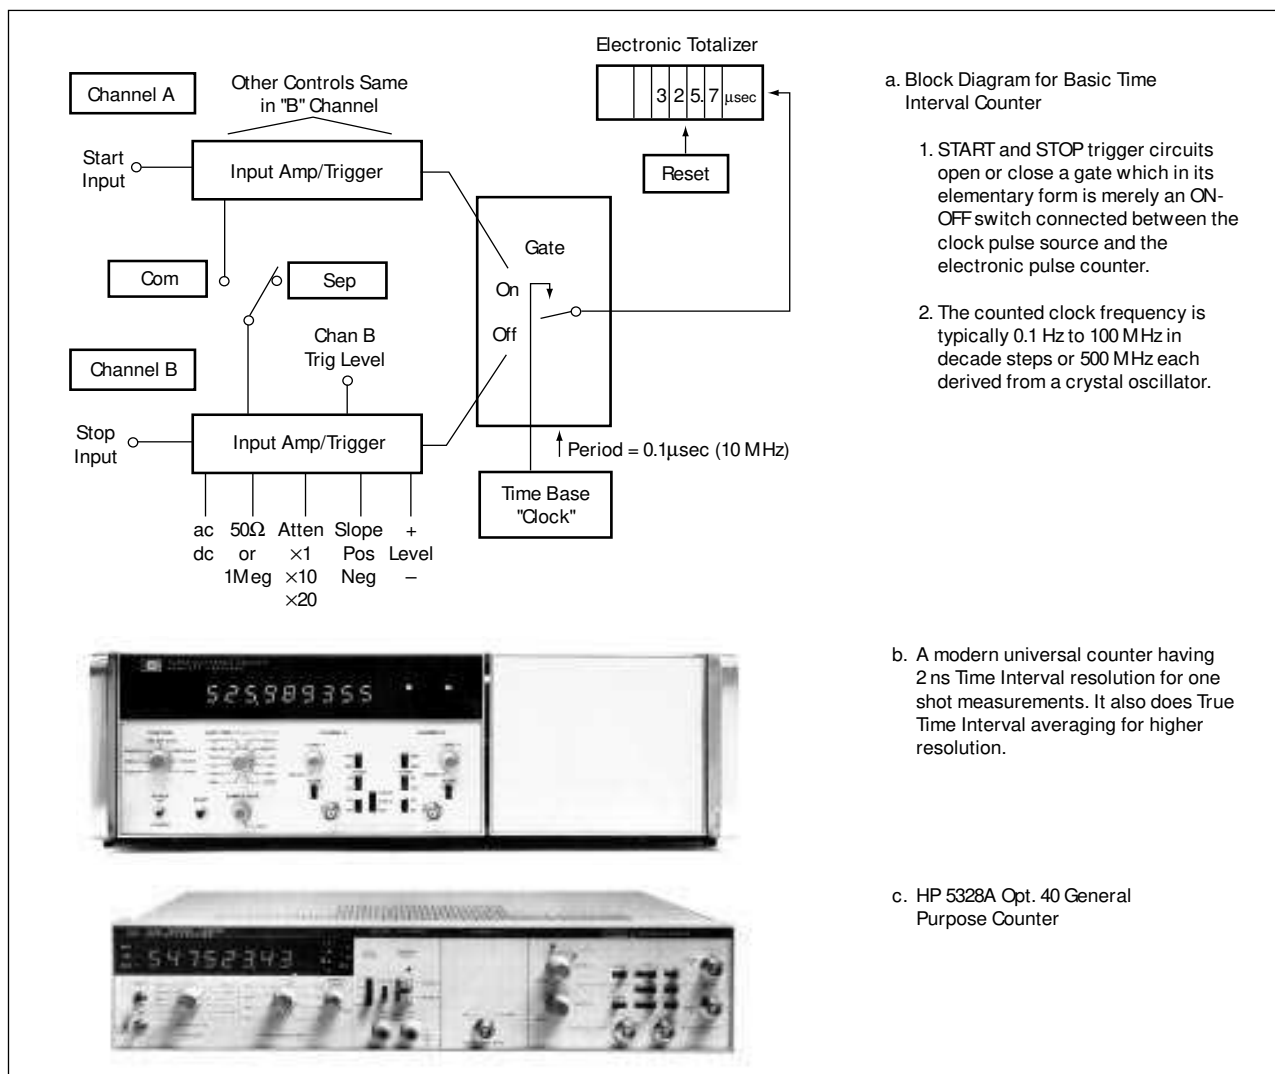 Electronic Totalizer
3 2 5. 7 μsec
Reset
Channel A
Other Controls Same
in "B" Channel
Start
Input
Input Amp/Trigger
Com
Sep
Gate
On
Off
Chan B
Trig Level
Channel B
Stop
Input
Input Amp/Trigger
Period = 0.1μsec (10 MHz)
Time Base
"Clock"
ac
dc
50Ω
or
1Meg
Atten
×1
×10
×20
Slope
Pos
Neg
+
Level
–
a. Block Diagram for Basic Time
Interval Counter
1. START and STOP trigger circuits
open or close a gate which in its
elementary form is merely an ON-
OFF switch connected between the
clock pulse source and the
electronic pulse counter.
2. The counted clock frequency is
typically 0.1 Hz to 100 MHz in
decade steps or 500 MHz each
derived from a crystal oscillator.
525,989355
b. A modern universal counter having
2 ns Time Interval resolution for one
shot measurements. It also does True
Time Interval averaging for higher
resolution.
547523.43
c. HP 5328A Opt. 40 General
Purpose Counter